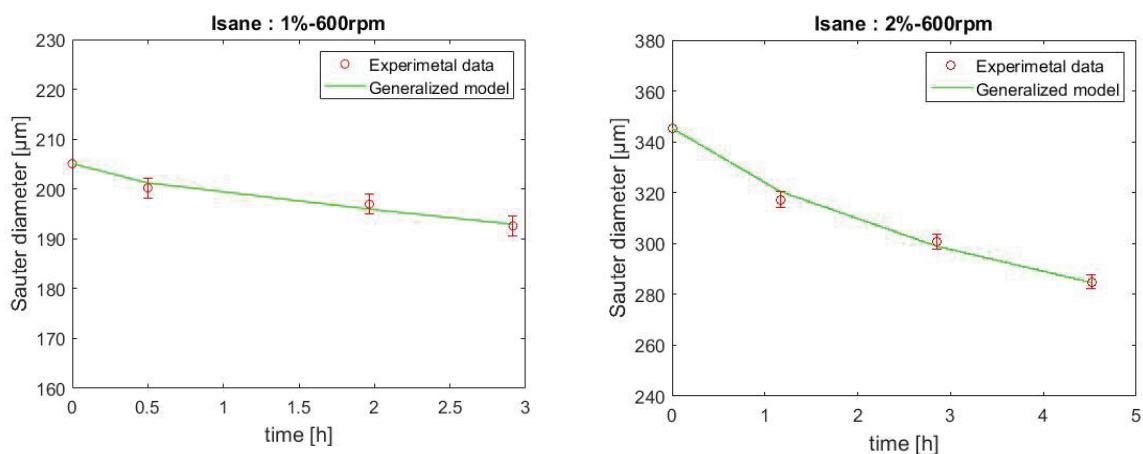 Isane : 1%-600rpm
230
220
210
200
190
180
170
160
Sauter diameter [µm]
Experimetal data
Generalized model
0
0.5
1
1.5
2
2.5
3
time [h]
Isane : 2%-600rpm
380
360
340
320
300
280
260
240
Sauter diameter [µm]
Experimetal data
Generalized model
0
1
2
3
4
5
time [h]